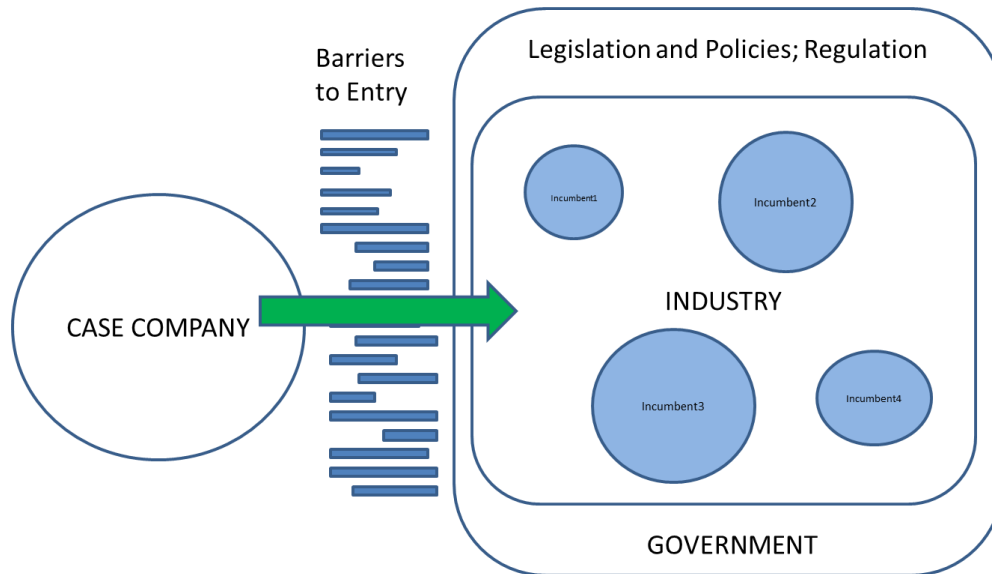 Barriers
to Entry
Legislation and Policies; Regulation
Incumbent1
Incumbent2
CASE COMPANY
INDUSTRY
Incumbent3
Incumbent4
GOVERNMENT